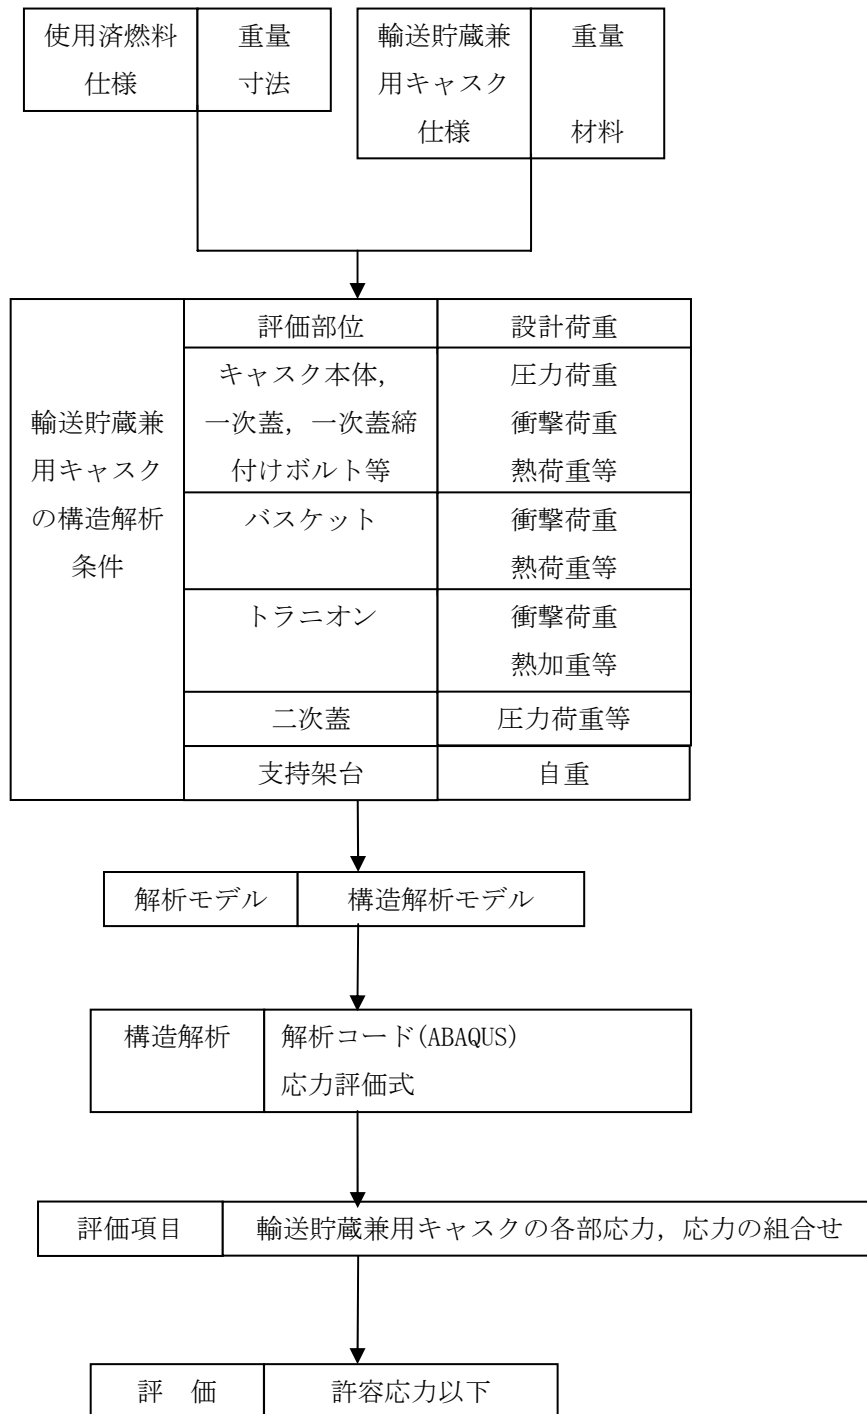 使用済燃料
仕様
重量
寸法
輸送貯蔵兼
用キャスク
仕様
重量
材料
輸送貯蔵兼
用キャスク
の構造解析
条件
評価部位
設計荷重
キャスク本体,
一次蓋, 一次蓋締
付けボルト等
圧力荷重
衝撃荷重
熱荷重等
バスケット
衝撃荷重
熱荷重等
トラニオン
衝撃荷重
熱加重等
二次蓋
圧力荷重等
支持架台
自重
解析モデル
構造解析モデル
構造解析
解析コード(ABAQUS)
応力評価式
評価項目
輸送貯蔵兼用キャスクの各部応力, 応力の組合せ
評 価
許容応力以下